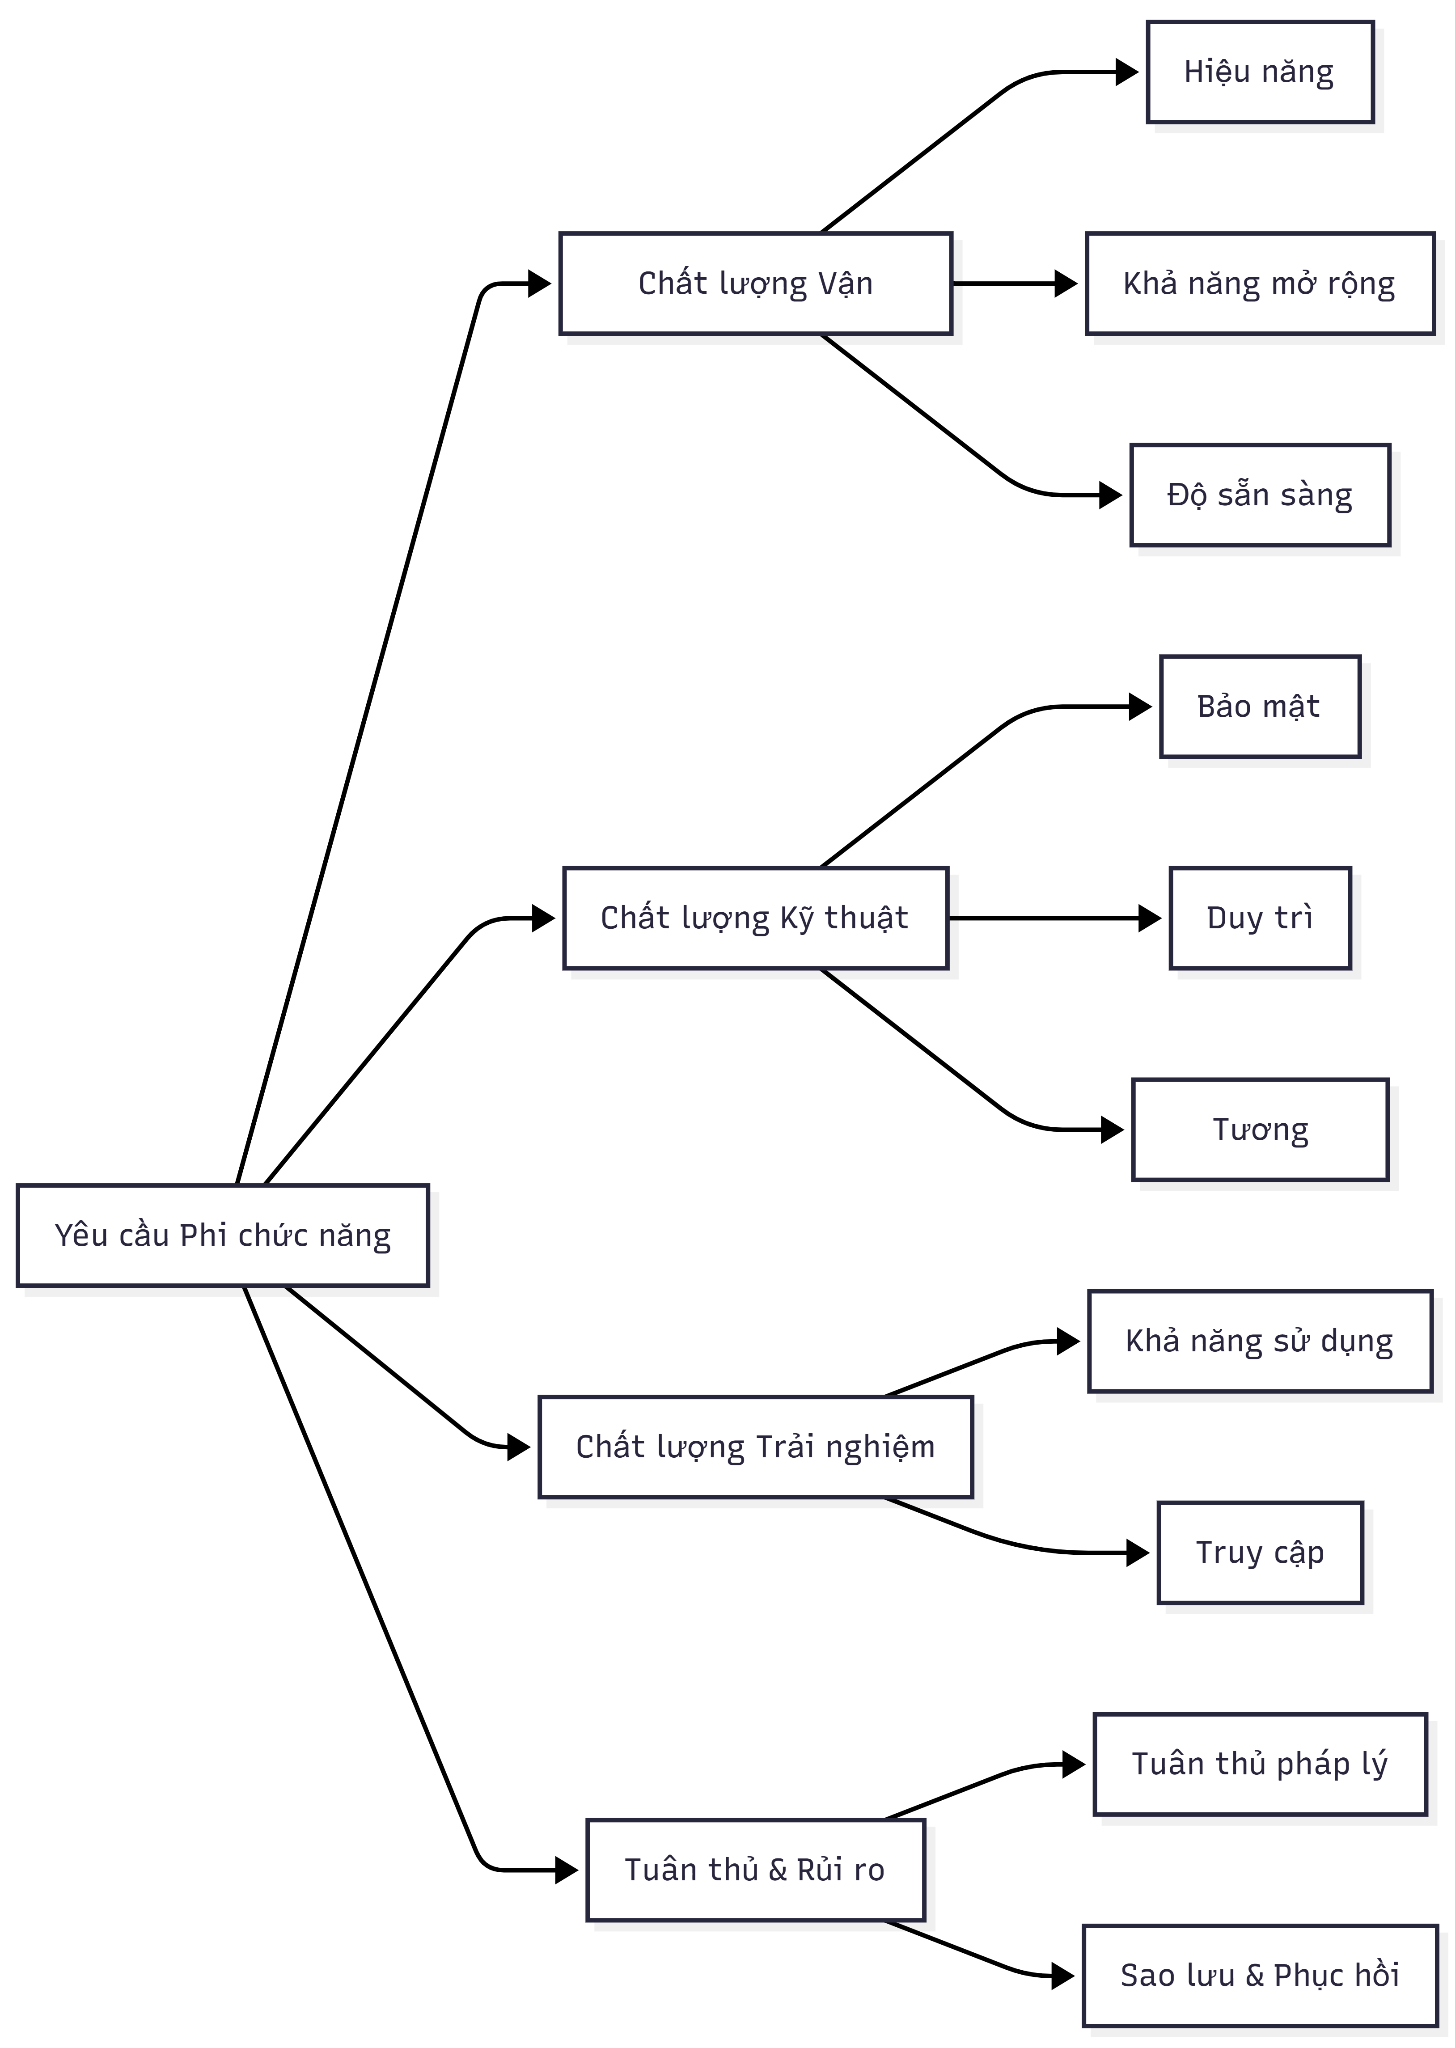 Hiệu năng
Chất lượng Vận
Khả năng mở rộng
Độ sẵn sàng
Bảo mật
Chất lượng Kỹ thuật
Duy trì
Tương
Yêu cầu Phi chức năng
Khả năng sử dụng
Chất lượng Trải nghiệm
Truy cập
Tuân thủ pháp lý
Tuân thủ & Rủi ro
Sao lưu & Phục hồi